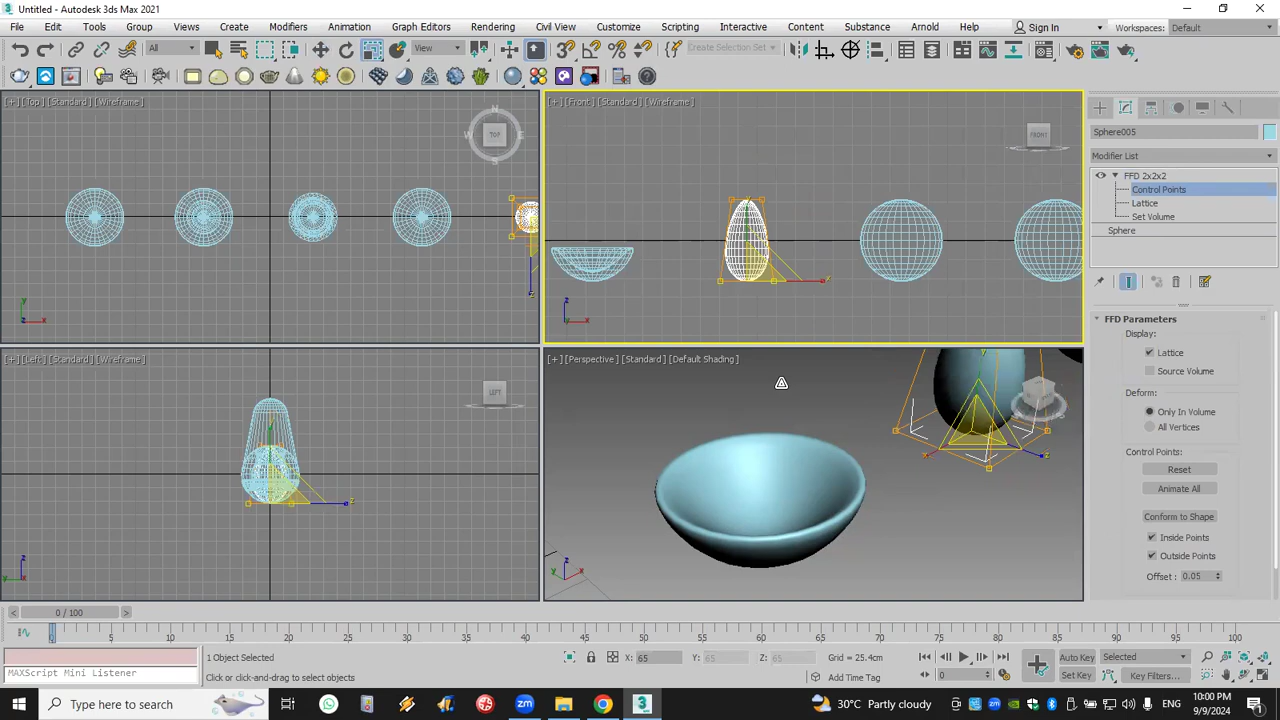 Untitled - Autodesk 3ds Max 2021
File Edit Tools Group Views Create Modifiers Animation Graph Editors Rendering Civil View Customize Scripting Interactive Content Substance Arnold Help Sign In Workspaces: Default
All View Create Selection Set
[+] [Top] [Standard] [Wireframe]
N
W TOP E
S
[+] [Front] [Standard] [Wireframe]
FRONT
Sphere005
Modifier List
FFD 2x2x2
Control Points
Lattice
Set Volume
Sphere
FFD Parameters
Display:
Lattice
Source Volume
Deform:
Only In Volume
All Vertices
Control Points:
Reset
Animate All
Conform to Shape
Inside Points
Outside Points
Offset : 0.05
[+] [Left] [Standard] [Wireframe]
LEFT
[+] [Perspective] [Standard] [Default Shading]
< 0 / 100 >
0 5 10 15 20 25 30 35 40 45 50 55 60 65 70 75 80 85 90 95 100
MAXScript Mini Listener
1 Object Selected
Click or click-and-drag to select objects
X: 65 Y: 65 Z: 65 Grid = 25.4cm
Add Time Tag
0
Auto Key Selected
Set Key Key Filters...
Type here to search
30°C Partly cloudy
10:00 PM
9/9/2024